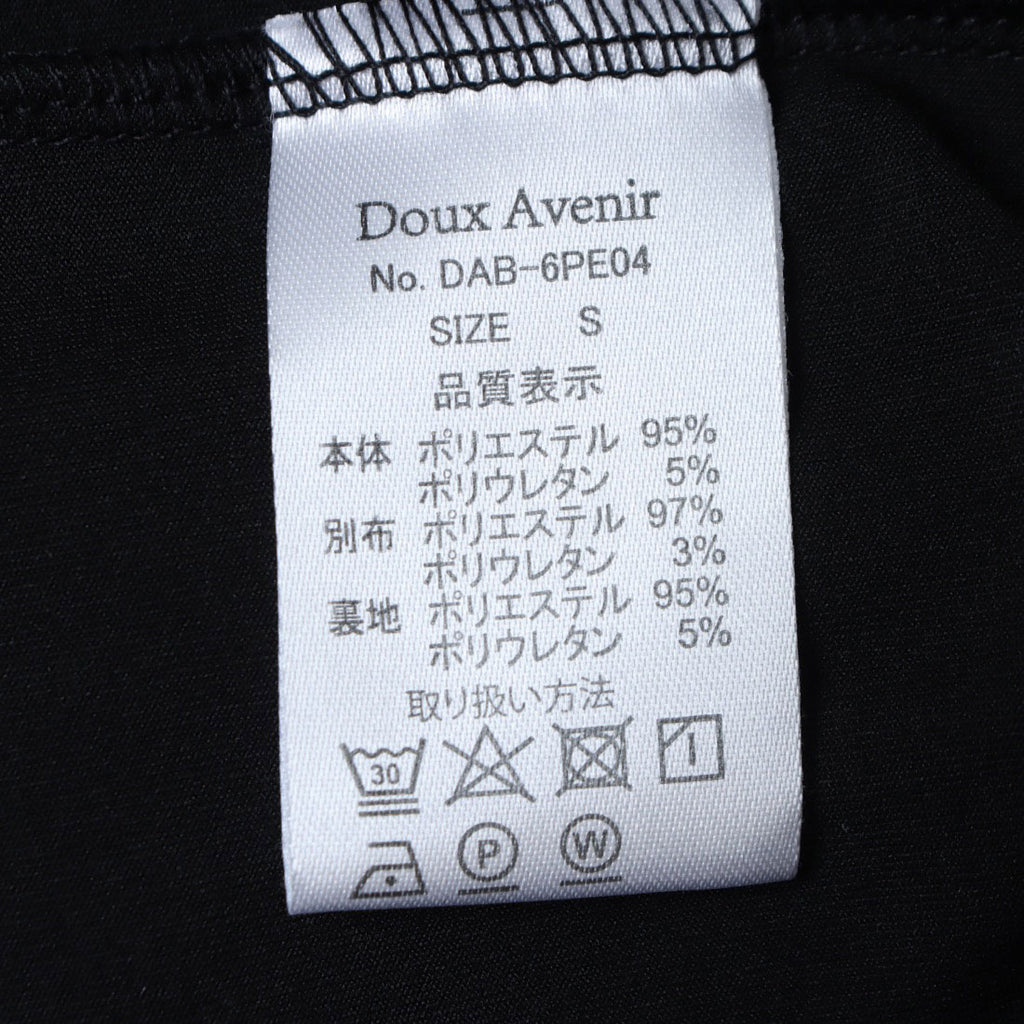 Doux Avenir
No. DAB-6PE04
SIZE S
品質表示
本体 ポリエステル 95%
ポリウレタン 5%
別布 ポリエステル 97%
ポリウレタン 3%
裏地 ポリエステル 95%
ポリウレタン 5%
取り扱い方法
30
P W